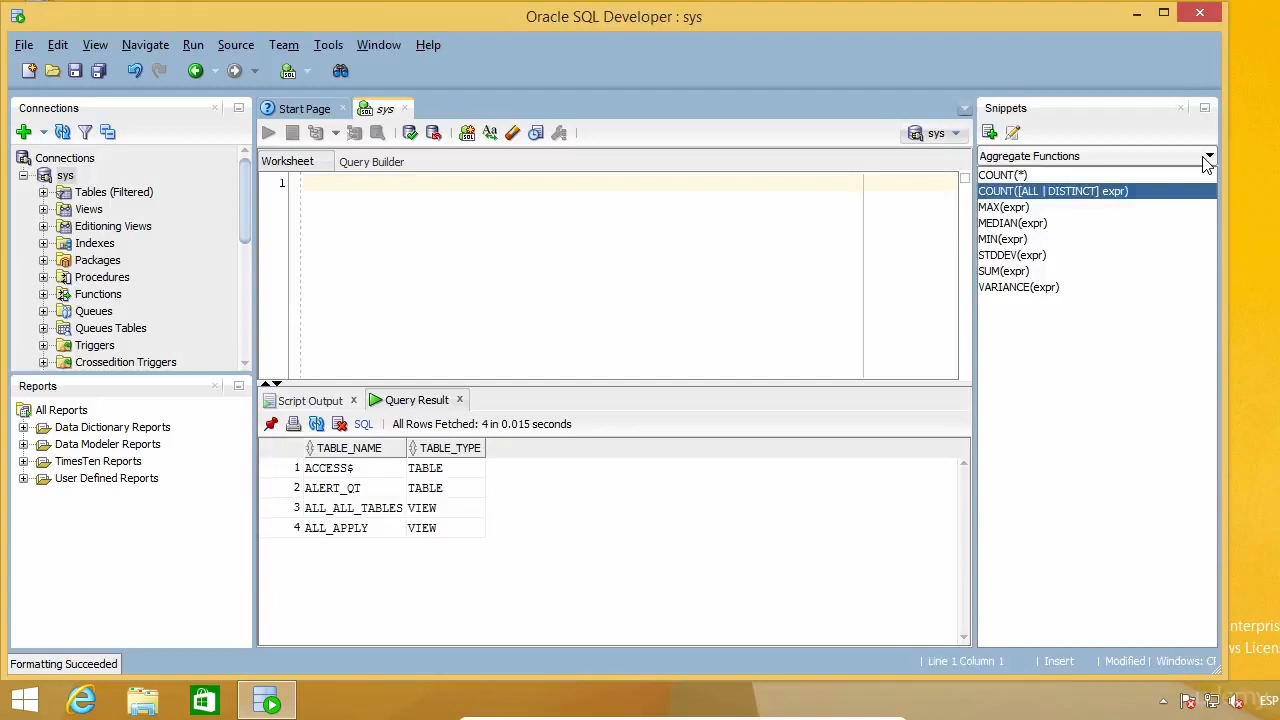 Oracle SQL Developer : sys
File Edit View Navigate Run Source Team Tools Window Help
Connections
Connections
sys
Tables (Filtered)
Views
Editioning Views
Indexes
Packages
Procedures
Functions
Queues
Queues Tables
Triggers
Crossedition Triggers
Reports
All Reports
Data Dictionary Reports
Data Modeler Reports
TimesTen Reports
User Defined Reports
Formatting Succeeded
Start Page
sys
sys
Worksheet Query Builder
1
Script Output
Query Result
SQL All Rows Fetched: 4 in 0.015 seconds
TABLE_NAME TABLE_TYPE
1 ACCESS$ TABLE
2 ALERT_QT TABLE
3 ALL_ALL_TABLES VIEW
4 ALL_APPLY VIEW
Snippets
Aggregate Functions
COUNT(*)
COUNT([ALL | DISTINCT] expr)
MAX(expr)
MEDIAN(expr)
MIN(expr)
STDDEV(expr)
SUM(expr)
VARIANCE(expr)
Line 1 Column 1 Insert Modified Windows: CF
nterpris
vs Licen
ESP